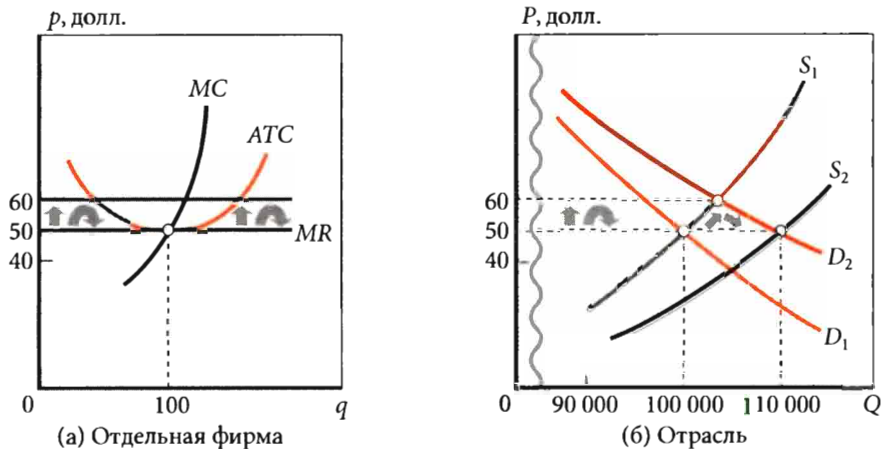 p, долл.
MC
ATC
60
50
MR
40
0
100
q
(а) Отдельная фирма
P, долл.
S1
S2
60
50
40
D2
D1
0
90 000
100 000
110 000
Q
(б) Отрасль